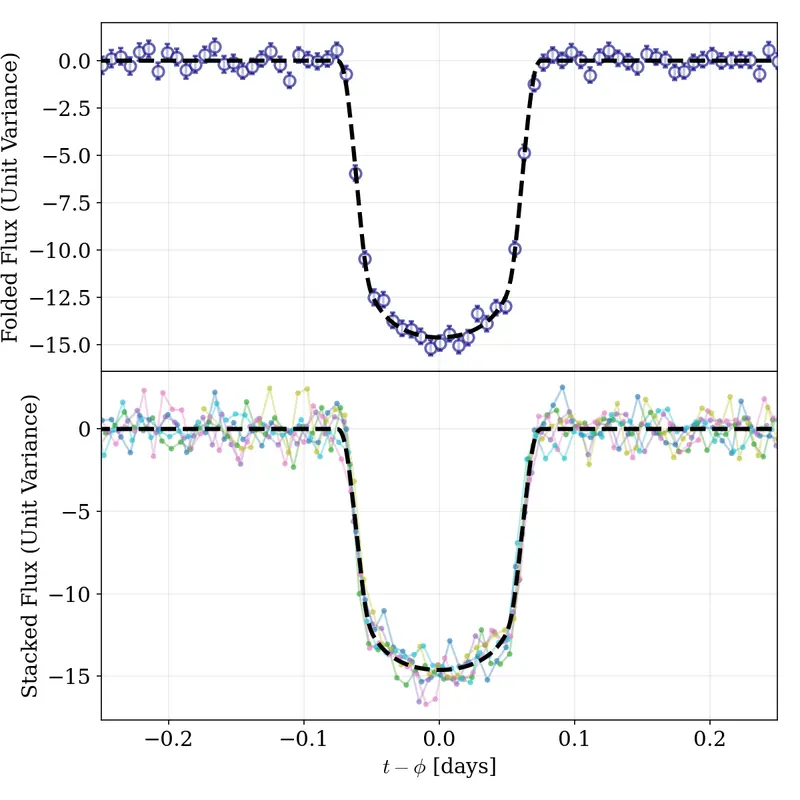 Folded Flux (Unit Variance)
0.0
−2.5
−5.0
−7.5
−10.0
−12.5
−15.0
Stacked Flux (Unit Variance)
0
−5
−10
−15
−0.2 −0.1 0.0 0.1 0.2
t − ϕ [days]